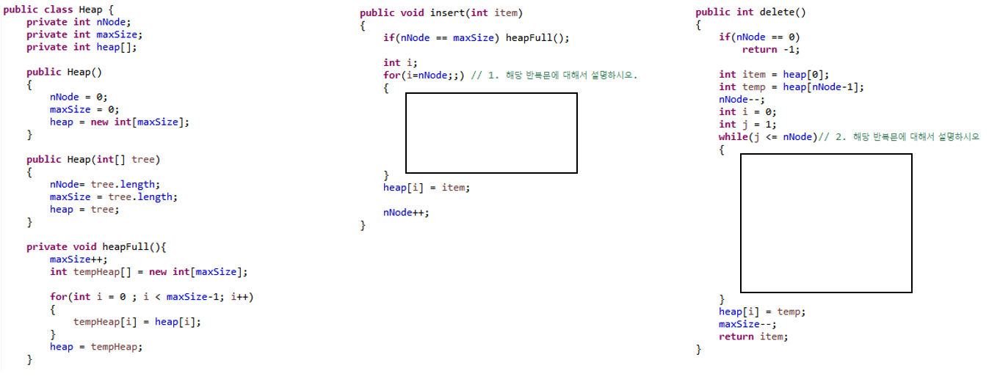 public class Heap {
private int nNode;
private int maxSize;
private int heap[];
public Heap()
{
nNode = 0;
maxSize = 0;
heap = new int[maxSize];
}
public Heap(int[] tree)
{
nNode= tree.length;
maxSize = tree.length;
heap = tree;
}
private void heapFull(){
maxSize++;
int tempHeap[] = new int[maxSize];
for(int i = 0 ; i < maxSize-1; i++)
{
tempHeap[i] = heap[i];
}
heap = tempHeap;
}
public void insert(int item)
{
if(nNode == maxSize) heapFull();
int i;
for(i=nNode;;) // 1. 해당 반복문에 대해서 설명하시오.
{
}
heap[i] = item;
nNode++;
}
public int delete()
{
if(nNode == 0)
return -1;
int item = heap[0];
int temp = heap[nNode-1];
nNode--;
int i = 0;
int j = 1;
while(j <= nNode)// 2. 해당 반복문에 대해서 설명하시오
{
}
heap[i] = temp;
maxSize--;
return item;
}